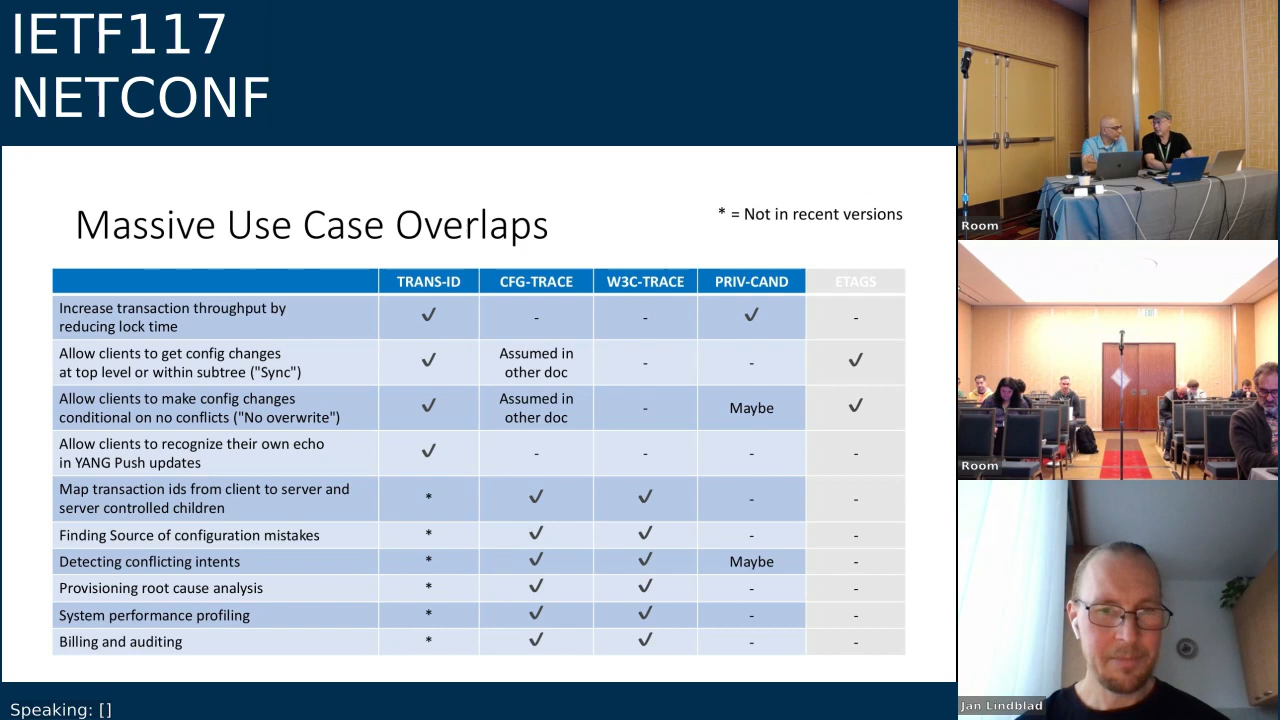 IETF117
NETCONF
Massive Use Case Overlaps
* = Not in recent versions
TRANS-ID CFG-TRACE W3C-TRACE PRIV-CAND ETAGS
Increase transaction throughput by
reducing lock time
✓ - - ✓ -
Allow clients to get config changes
at top level or within subtree ("Sync")
✓ Assumed in
other doc
- - ✓
Allow clients to make config changes
conditional on no conflicts ("No overwrite")
✓ Assumed in
other doc
- Maybe ✓
Allow clients to recognize their own echo
in YANG Push updates
✓ - - - -
Map transaction ids from client to server and
server controlled children
* ✓ ✓ - -
Finding Source of configuration mistakes * ✓ ✓ - -
Detecting conflicting intents * ✓ ✓ Maybe -
Provisioning root cause analysis * ✓ ✓ - -
System performance profiling * ✓ ✓ - -
Billing and auditing * ✓ ✓ - -
Speaking: []
Room
Room
Jan Lindblad